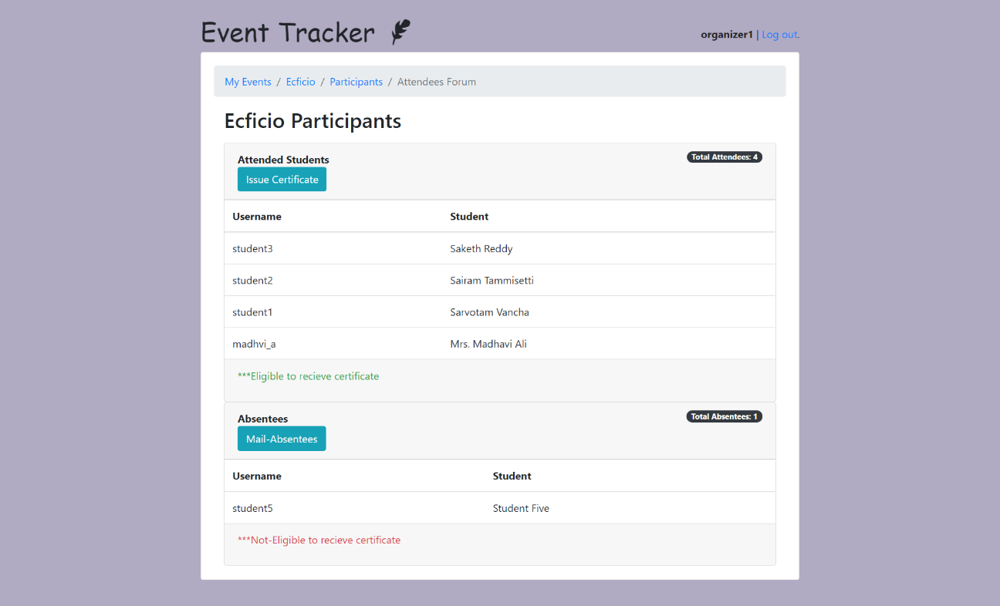 Event Tracker
organizer1 | Log out.
My Events / Ecficio / Participants / Attendees Forum
Ecficio Participants
Attended Students
Total Attendees: 4
Issue Certificate
Username Student
student3 Saketh Reddy
student2 Sairam Tammisetti
student1 Sarvotam Vancha
madhvi_a Mrs. Madhavi Ali
***Eligible to recieve certificate
Absentees
Total Absentees: 1
Mail-Absentees
Username Student
student5 Student Five
***Not-Eligible to recieve certificate